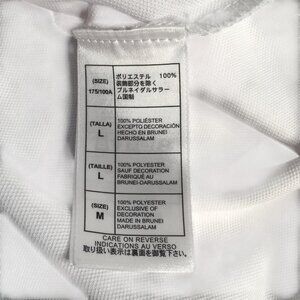 (SIZE)
175/100A
ポリエステル 100%
装飾部分を除く
ブルネイダルサラー
ム国製
(TALLA)
L
100% POLIÉSTER
EXCEPTO DECORACIÓN
HECHO EN BRUNEI
DARUSSALAM
(TAILLE)
L
100% POLYESTER
SAUF DECORATION
FABRIQUÉ AU
BRUNEI-DARUSSALAM
(SIZE)
M
100% POLYESTER
EXCLUSIVE OF
DECORATION
MADE IN BRUNEI
DARUSSALAM
CARE ON REVERSE
INDICATIONS AU VERSO
取り扱い表示は裏面を御覧下さい。